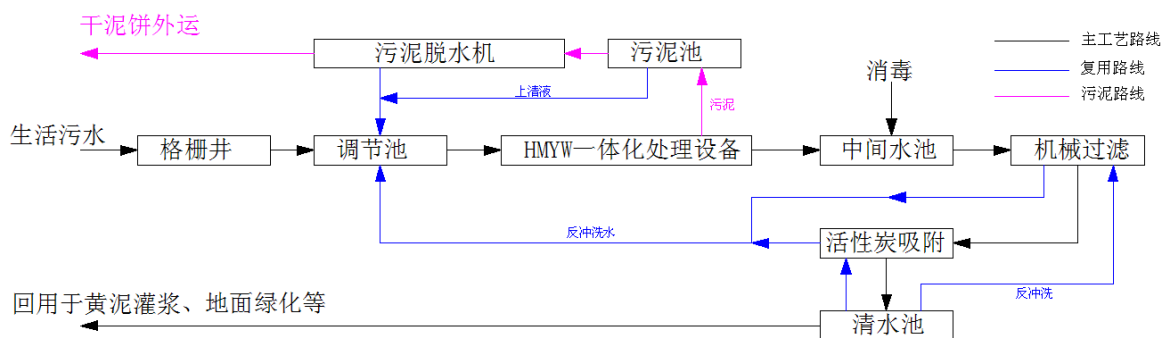 干泥饼外运
污泥脱水机
污泥池
主工艺路线
消毒
复用路线
上清液
污泥
污泥路线
生活污水
格栅井
调节池
HMYW一体化处理设备
中间水池
机械过滤
反冲洗水
活性炭吸附
回用于黄泥灌浆、地面绿化等
反冲洗
清水池